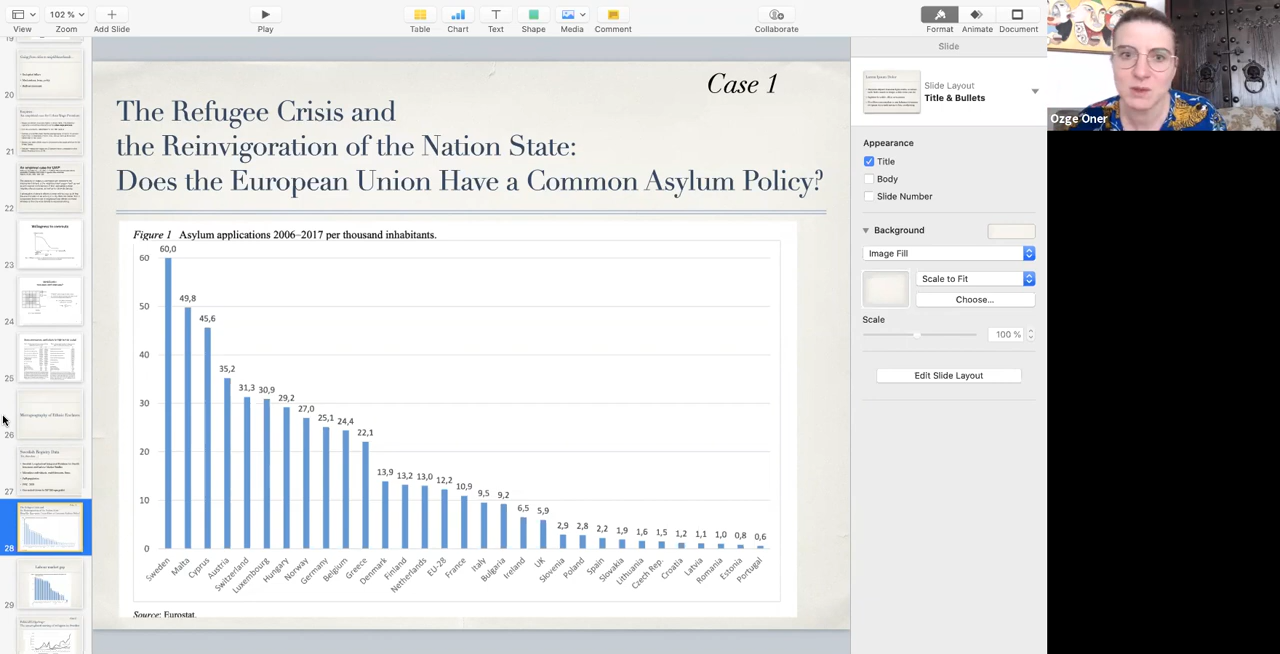 102 %
View
Zoom
Add Slide
Play
Table
Chart
Text
Shape
Media
Comment
Collaborate
Format
Animate
Document
19
20
21
22
23
24
25
26
27
28
29
Swedish Registry Data
Labour market gap
Case 1
The Refugee Crisis and
the Reinvigoration of the Nation State:
Does the European Union Have a Common Asylum Policy?
Figure 1 Asylum applications 2006–2017 per thousand inhabitants.
60
50
40
30
20
10
0
60,0
49,8
45,6
35,2
31,3
30,9
29,2
27,0
25,1
24,4
22,1
13,9
13,2
13,0
12,2
10,9
9,5
9,2
6,5
5,9
2,9
2,8
2,2
1,9
1,6
1,5
1,2
1,1
1,0
0,8
0,6
Sweden
Malta
Cyprus
Austria
Switzerland
Luxembourg
Hungary
Norway
Germany
Belgium
Greece
Denmark
Finland
Netherlands
EU-28
France
Italy
Bulgaria
Ireland
UK
Slovenia
Poland
Spain
Slovakia
Lithuania
Czech Rep.
Croatia
Latvia
Romania
Estonia
Portugal
Source: Eurostat.
Slide
Slide Layout
Title & Bullets
Appearance
Title
Body
Slide Number
Background
Image Fill
Scale to Fit
Choose...
Scale
100 %
Edit Slide Layout
Ozge Oner